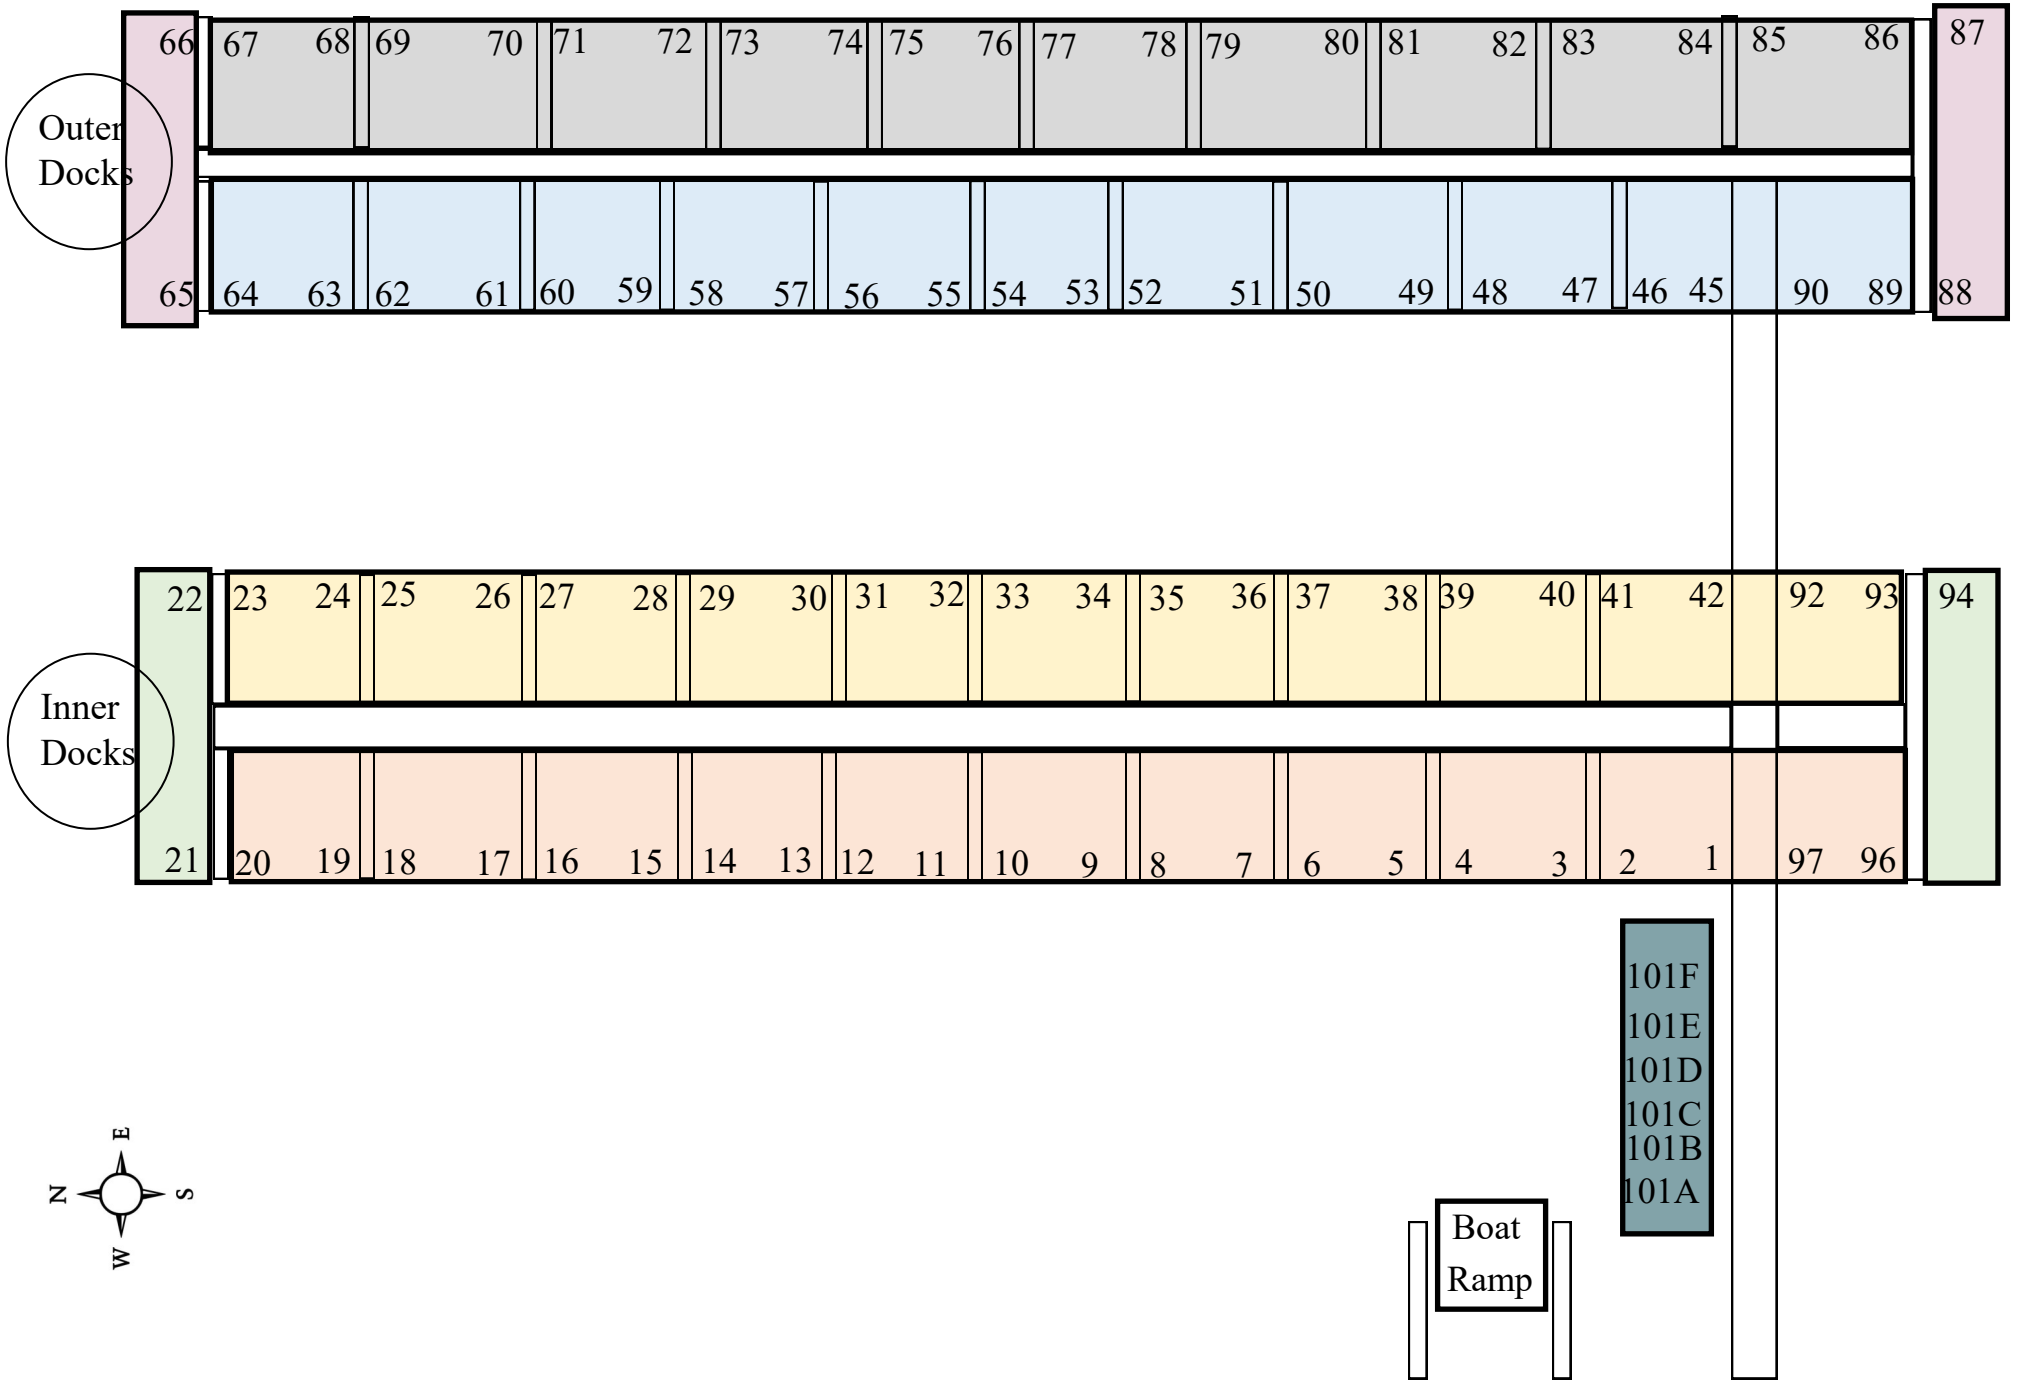 66 67 68 69 70 71 72 73 74 75 76 77 78 79 80 81 82 83 84 85 86 87
Outer
Docks
65 64 63 62 61 60 59 58 57 56 55 54 53 52 51 50 49 48 47 46 45 90 89 88
22 23 24 25 26 27 28 29 30 31 32 33 34 35 36 37 38 39 40 41 42 92 93 94
Inner
Docks
21 20 19 18 17 16 15 14 13 12 11 10 9 8 7 6 5 4 3 2 1 97 96
101F
101E
101D
101C
101B
101A
E
N S
W
Boat
Ramp